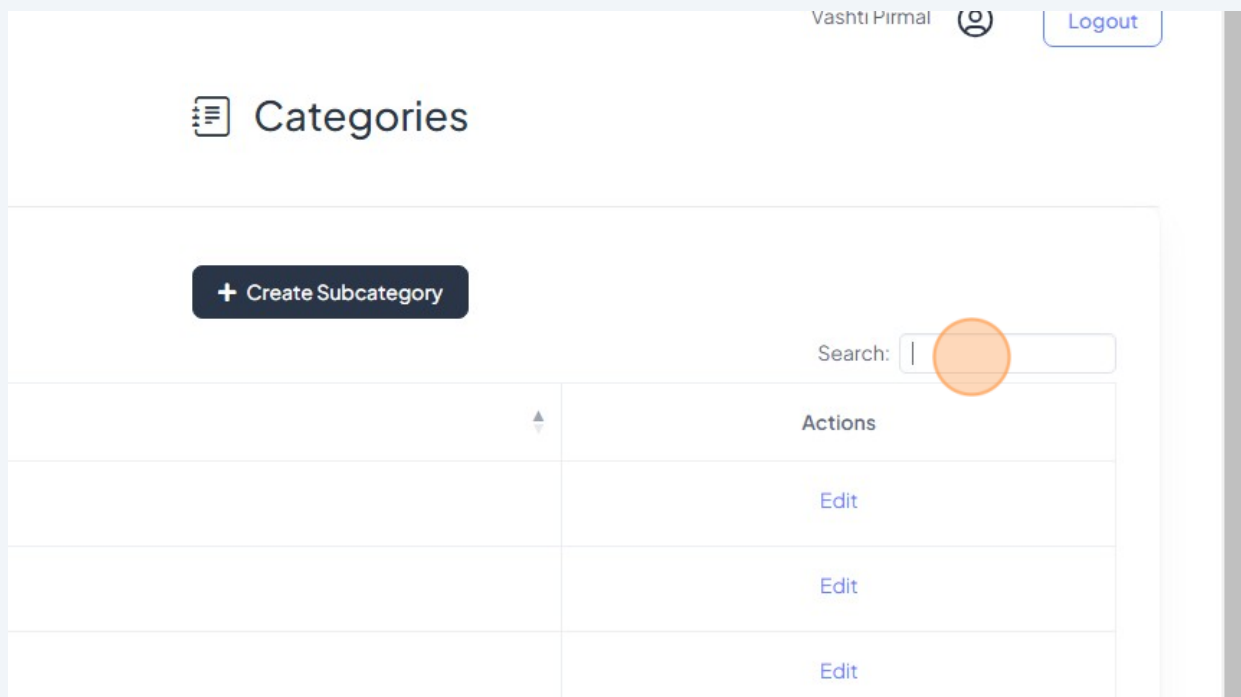 Vashti Pirmal
Logout
Categories
+ Create Subcategory
Search:
Actions
Edit
Edit
Edit